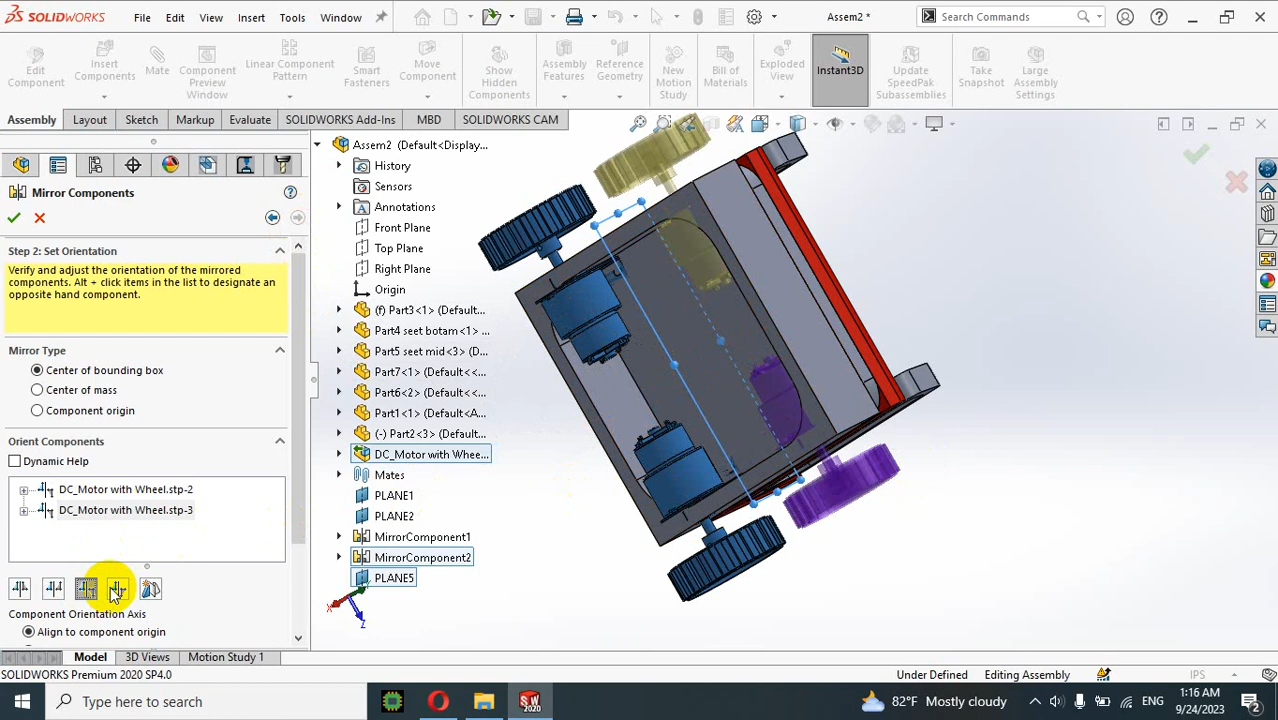 SOLIDWORKS File Edit View Insert Tools Window Assem2 * Search Commands
Edit Component
Insert Components
Mate
Component Preview Window
Linear Component Pattern
Smart Fasteners
Move Component
Show Hidden Components
Assembly Features
Reference Geometry
New Motion Study
Bill of Materials
Exploded View
Instant3D
Update SpeedPak Subassemblies
Take Snapshot
Large Assembly Settings
Assembly Layout Sketch Markup Evaluate SOLIDWORKS Add-Ins MBD SOLIDWORKS CAM
Mirror Components
Step 2: Set Orientation
Verify and adjust the orientation of the mirrored
components. Alt + click items in the list to designate an
opposite hand component.
Mirror Type
Center of bounding box
Center of mass
Component origin
Orient Components
Dynamic Help
DC_Motor with Wheel.stp-2
DC_Motor with Wheel.stp-3
Component Orientation Axis
Align to component origin
Assem2 (Default<Display...
History
Sensors
Annotations
Front Plane
Top Plane
Right Plane
Origin
(f) Part3<1> (Default...
Part4 seet botam<1> ...
Part5 seet mid<3> (D...
Part7<1> (Default<<...
Part6<2> (Default<<...
Part1<1> (Default<A...
(-) Part2<3> (Default...
DC_Motor with Whee...
Mates
PLANE1
PLANE2
MirrorComponent1
MirrorComponent2
PLANE5
X
Z
Model 3D Views Motion Study 1
SOLIDWORKS Premium 2020 SP4.0 Under Defined Editing Assembly IPS
Type here to search
SW 2020
82°F Mostly cloudy ENG
1:16 AM
9/24/2023
2